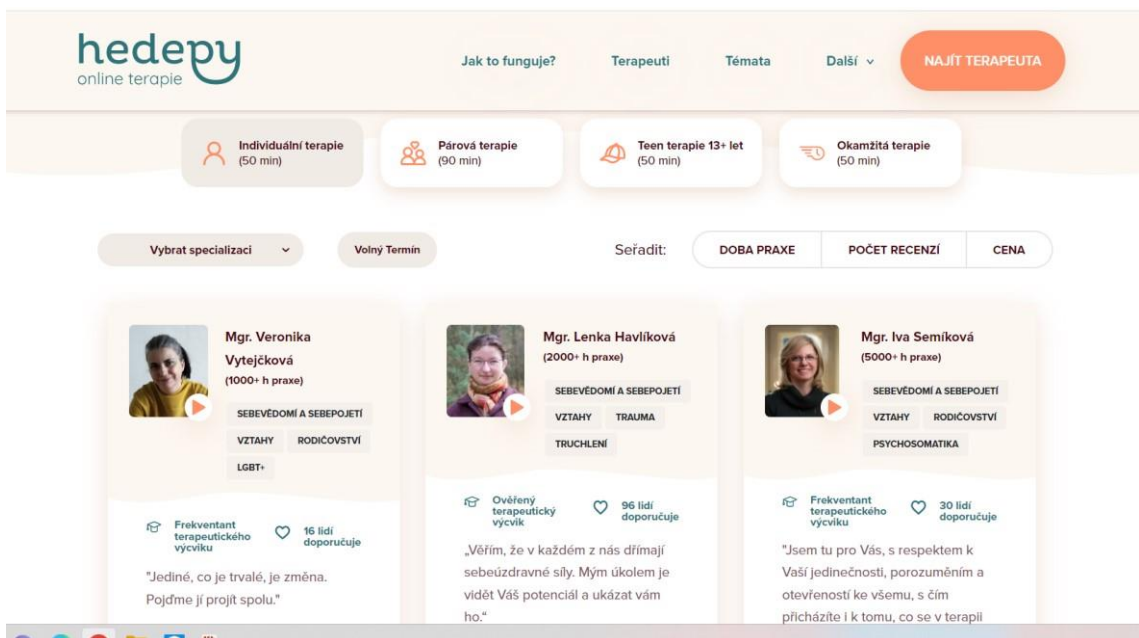 hedepy
online terapie
Jak to funguje?
Terapeuti
Témata
Další
NAJÍT TERAPEUTA
Individuální terapie
(50 min)
Párová terapie
(90 min)
Teen terapie 13+ let
(50 min)
Okamžitá terapie
(50 min)
Vybrat specializaci
Volný Termín
Seřadit:
DOBA PRAXE
POČET RECENZÍ
CENA
Mgr. Veronika
Vytejčková
(1000+ h praxe)
SEBEVĚDOMÍ A SEBEPOJETÍ
VZTAHY RODIČOVSTVÍ
LGBT+
Frekventant
terapeutického
výcviku
16 lidí
doporučuje
"Jediné, co je trvalé, je změna.
Pojďme jí projít spolu."
Mgr. Lenka Havlíková
(2000+ h praxe)
SEBEVĚDOMÍ A SEBEPOJETÍ
VZTAHY TRAUMA
TRUCHLENÍ
Ověřený
terapeutický
výcvik
96 lidí
doporučuje
„Věřím, že v každém z nás dřímají
sebeúzdravné síly. Mým úkolem je
vidět Váš potenciál a ukázat vám
ho.“
Mgr. Iva Semíková
(5000+ h praxe)
SEBEVĚDOMÍ A SEBEPOJETÍ
VZTAHY RODIČOVSTVÍ
PSYCHOSOMATIKA
Frekventant
terapeutického
výcviku
30 lidí
doporučuje
"Jsem tu pro Vás, s respektem k
Vaší jedinečnosti, porozuměním a
otevřeností ke všemu, s čím
přicházíte i k tomu, co se v terapii